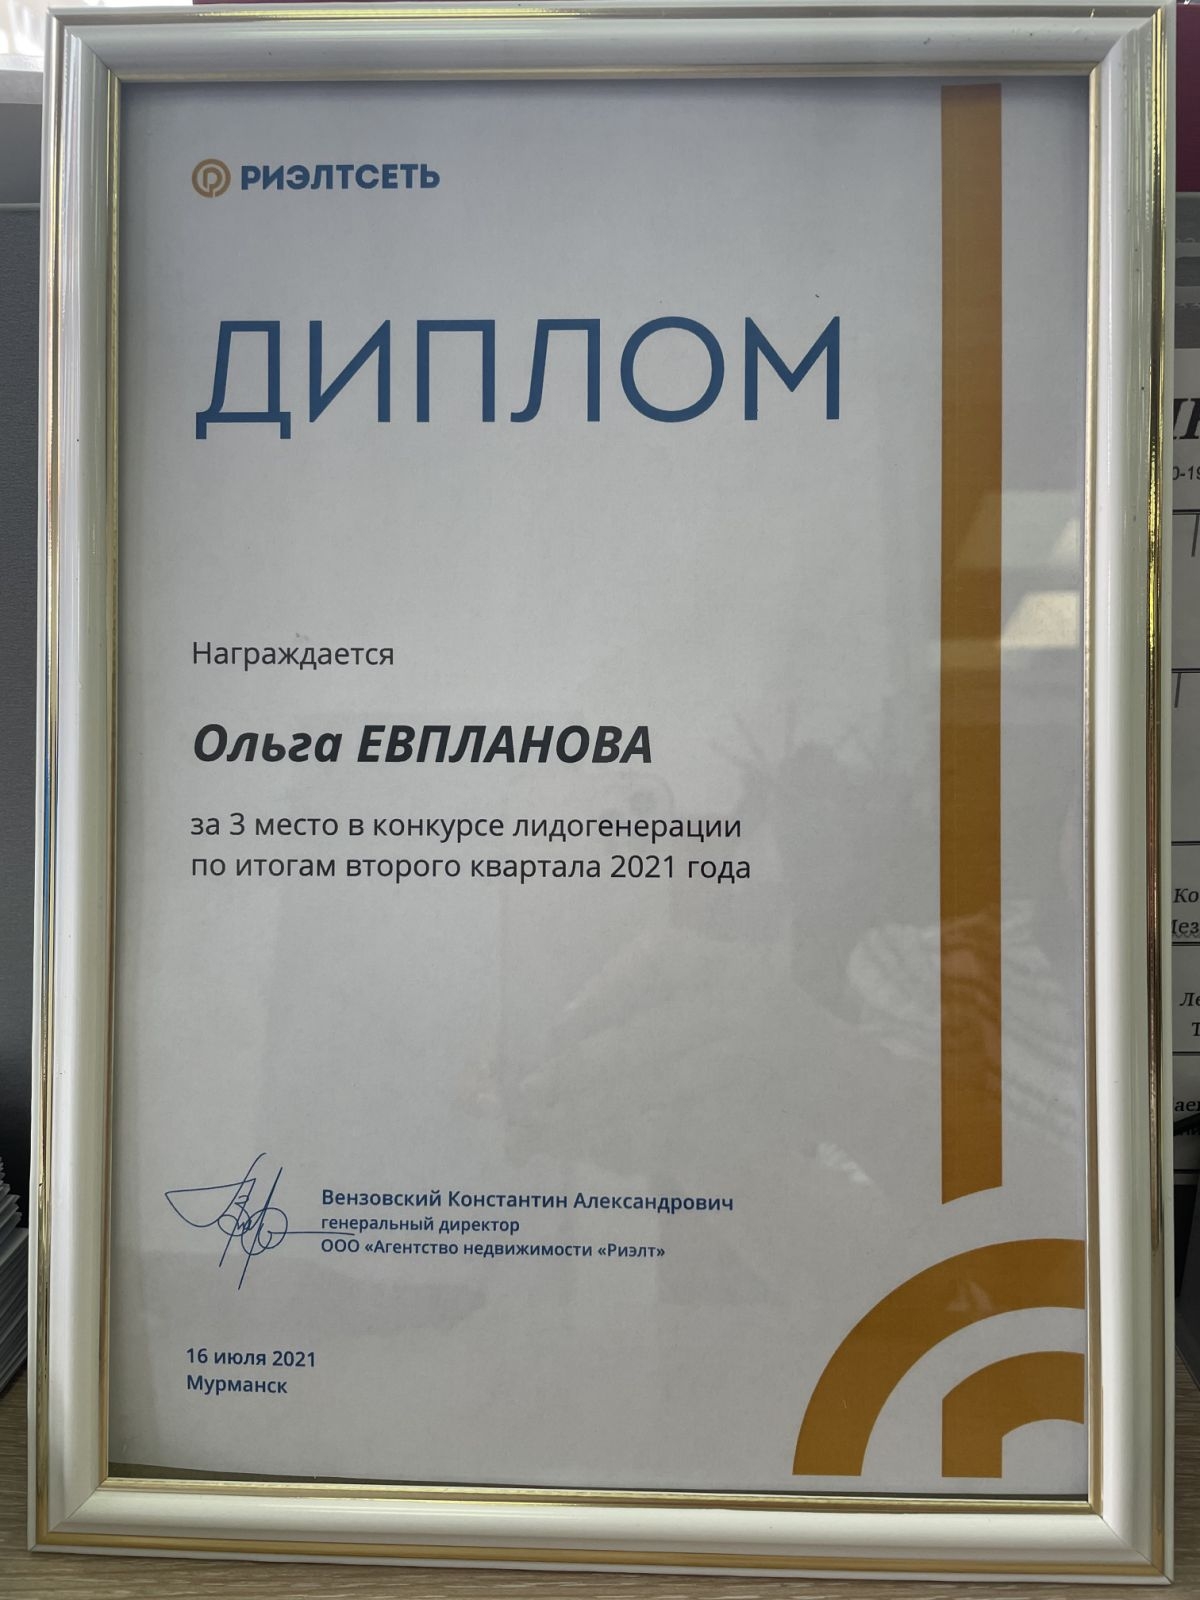 РИЭЛТСЕТЬ
ДИПЛОМ
Награждается
Ольга ЕВПЛАНОВА
за 3 место в конкурсе лидогенерации
по итогам второго квартала 2021 года
Вензовский Константин Александрович
генеральный директор
ООО «Агентство недвижимости «Риэлт»
16 июля 2021
Мурманск